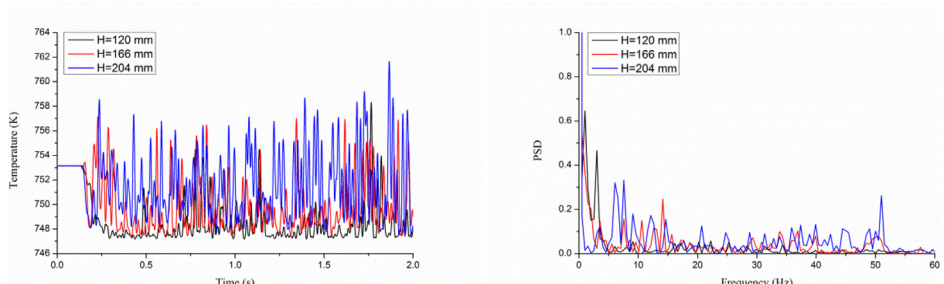 H=120 mm
H=166 mm
H=204 mm
764
762
760
758
756
754
752
750
748
746
Temperature (K)
0.0 0.5 1.0 1.5 2.0
Time (s)
H=120 mm
H=166 mm
H=204 mm
1.0
0.8
0.6
0.4
0.2
0.0
PSD
0 10 20 30 40 50 60
Frequency (Hz)